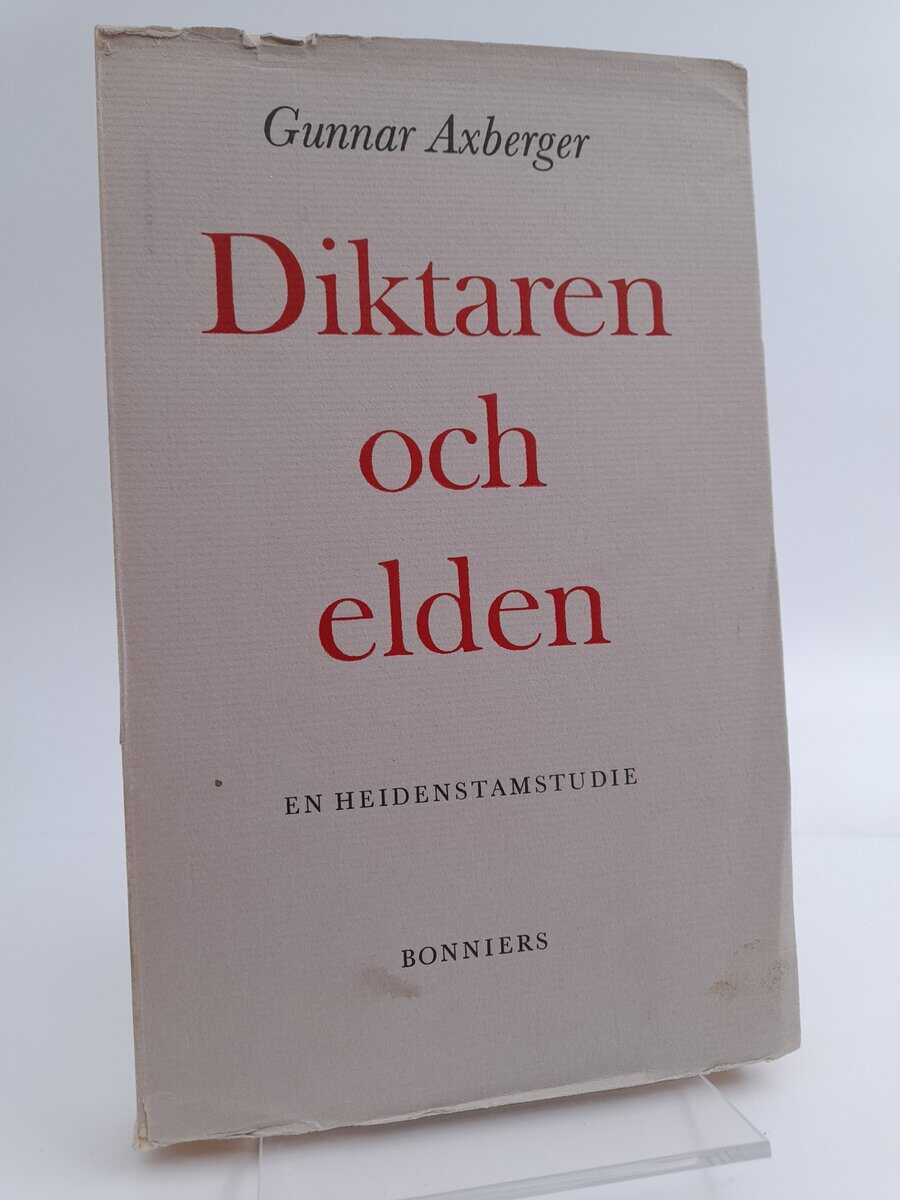 Gunnar Axberger
Diktaren
och
elden
EN HEIDENSTAMSTUDIE
BONNIERS